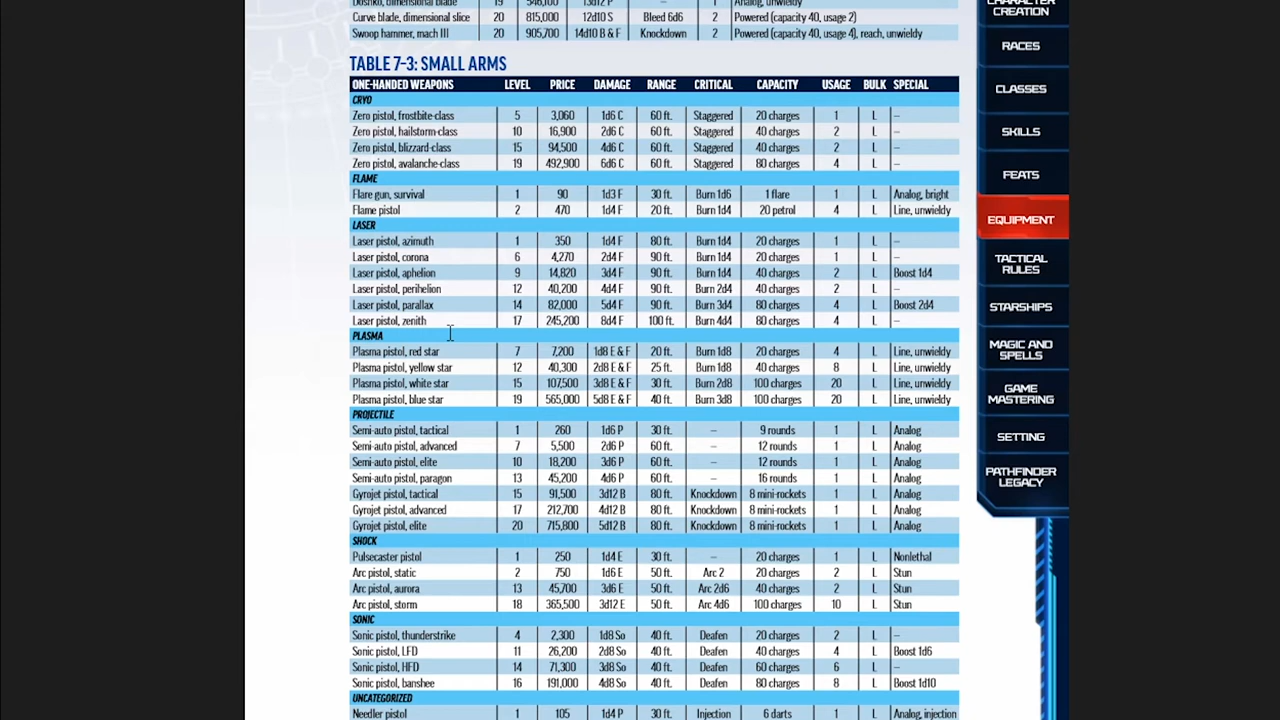 Doshko, dimensional blade 19 546,100 13d12 P – 1 Analog, unwieldy
Curve blade, dimensional slice 20 815,000 12d10 S Bleed 6d6 2 Powered (capacity 40, usage 2)
Swoop hammer, mach III 20 905,700 14d10 B & F Knockdown 2 Powered (capacity 40, usage 4), reach, unwieldy
TABLE 7-3: SMALL ARMS
ONE-HANDED WEAPONS LEVEL PRICE DAMAGE RANGE CRITICAL CAPACITY USAGE BULK SPECIAL
CRYO
Zero pistol, frostbite-class 5 3,060 1d6 C 60 ft. Staggered 20 charges 1 L –
Zero pistol, hailstorm-class 10 16,900 2d6 C 60 ft. Staggered 40 charges 2 L –
Zero pistol, blizzard-class 15 94,500 4d6 C 60 ft. Staggered 40 charges 2 L –
Zero pistol, avalanche-class 19 492,900 6d6 C 60 ft. Staggered 80 charges 4 L –
FLAME
Flare gun, survival 1 90 1d3 F 30 ft. Burn 1d6 1 flare 1 L Analog, bright
Flame pistol 2 470 1d4 F 20 ft. Burn 1d4 20 petrol 4 L Line, unwieldy
LASER
Laser pistol, azimuth 1 350 1d4 F 80 ft. Burn 1d4 20 charges 1 L –
Laser pistol, corona 6 4,270 2d4 F 90 ft. Burn 1d4 20 charges 1 L –
Laser pistol, aphelion 9 14,820 3d4 F 90 ft. Burn 1d4 40 charges 2 L Boost 1d4
Laser pistol, perihelion 12 40,200 4d4 F 90 ft. Burn 2d4 40 charges 2 L –
Laser pistol, parallax 14 82,000 5d4 F 90 ft. Burn 3d4 80 charges 4 L Boost 2d4
Laser pistol, zenith 17 245,200 8d4 F 100 ft. Burn 4d4 80 charges 4 L –
PLASMA
Plasma pistol, red star 7 7,200 1d8 E & F 20 ft. Burn 1d8 20 charges 4 L Line, unwieldy
Plasma pistol, yellow star 12 40,300 2d8 E & F 25 ft. Burn 1d8 40 charges 8 L Line, unwieldy
Plasma pistol, white star 15 107,500 3d8 E & F 30 ft. Burn 2d8 100 charges 20 L Line, unwieldy
Plasma pistol, blue star 19 565,000 5d8 E & F 40 ft. Burn 3d8 100 charges 20 L Line, unwieldy
PROJECTILE
Semi-auto pistol, tactical 1 260 1d6 P 30 ft. – 9 rounds 1 L Analog
Semi-auto pistol, advanced 7 5,500 2d6 P 60 ft. – 12 rounds 1 L Analog
Semi-auto pistol, elite 10 18,200 3d6 P 60 ft. – 12 rounds 1 L Analog
Semi-auto pistol, paragon 13 45,200 4d6 P 60 ft. – 16 rounds 1 L Analog
Gyrojet pistol, tactical 15 91,500 3d12 B 80 ft. Knockdown 8 mini-rockets 1 L Analog
Gyrojet pistol, advanced 17 212,700 4d12 B 80 ft. Knockdown 8 mini-rockets 1 L Analog
Gyrojet pistol, elite 20 715,800 5d12 B 80 ft. Knockdown 8 mini-rockets 1 L Analog
SHOCK
Pulsecaster pistol 1 250 1d4 E 30 ft. – 20 charges 1 L Nonlethal
Arc pistol, static 2 750 1d6 E 50 ft. Arc 2 20 charges 2 L Stun
Arc pistol, aurora 13 45,700 3d6 E 50 ft. Arc 2d6 40 charges 2 L Stun
Arc pistol, storm 18 365,500 3d12 E 50 ft. Arc 4d6 100 charges 10 L Stun
SONIC
Sonic pistol, thunderstrike 4 2,300 1d8 So 40 ft. Deafen 20 charges 2 L –
Sonic pistol, LFD 11 26,200 2d8 So 40 ft. Deafen 40 charges 4 L Boost 1d6
Sonic pistol, HFD 14 71,300 3d8 So 40 ft. Deafen 60 charges 6 L –
Sonic pistol, banshee 16 191,000 4d8 So 40 ft. Deafen 80 charges 8 L Boost 1d10
UNCATEGORIZED
Needler pistol 1 105 1d4 P 30 ft. Injection 6 darts 1 L Analog, injection
CHARACTER
CREATION
RACES
CLASSES
SKILLS
FEATS
EQUIPMENT
TACTICAL
RULES
STARSHIPS
MAGIC AND
SPELLS
GAME
MASTERING
SETTING
PATHFINDER
LEGACY